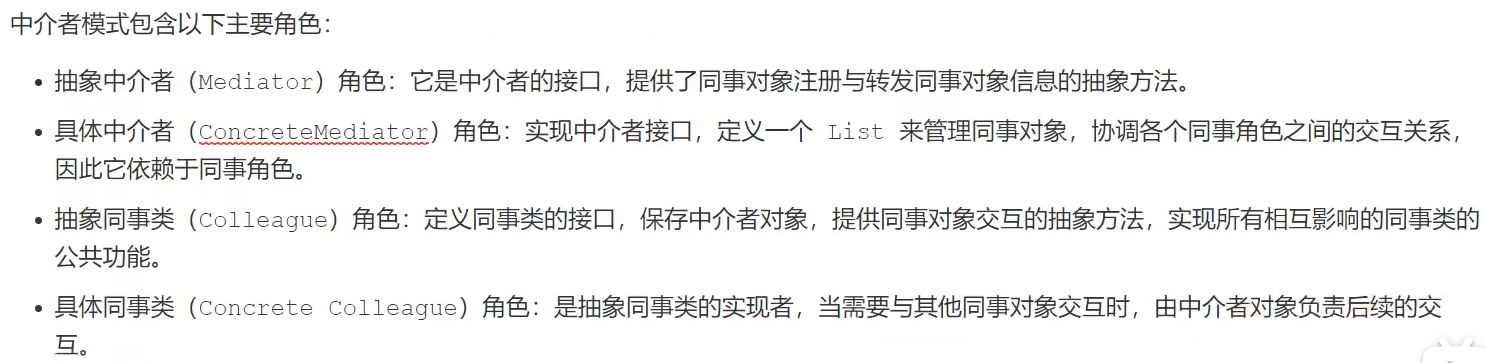 中介者模式包含以下主要角色：
• 抽象中介者（Mediator）角色：它是中介者的接口，提供了同事对象注册与转发同事对象信息的抽象方法。
• 具体中介者（ConcreteMediator）角色：实现中介者接口，定义一个 List 来管理同事对象，协调各个同事角色之间的交互关系，
因此它依赖于同事角色。
• 抽象同事类（Colleague）角色：定义同事类的接口，保存中介者对象，提供同事对象交互的抽象方法，实现所有相互影响的同事类的
公共功能。
• 具体同事类（Concrete Colleague）角色：是抽象同事类的实现者，当需要与其他同事对象交互时，由中介者对象负责后续的交
互。